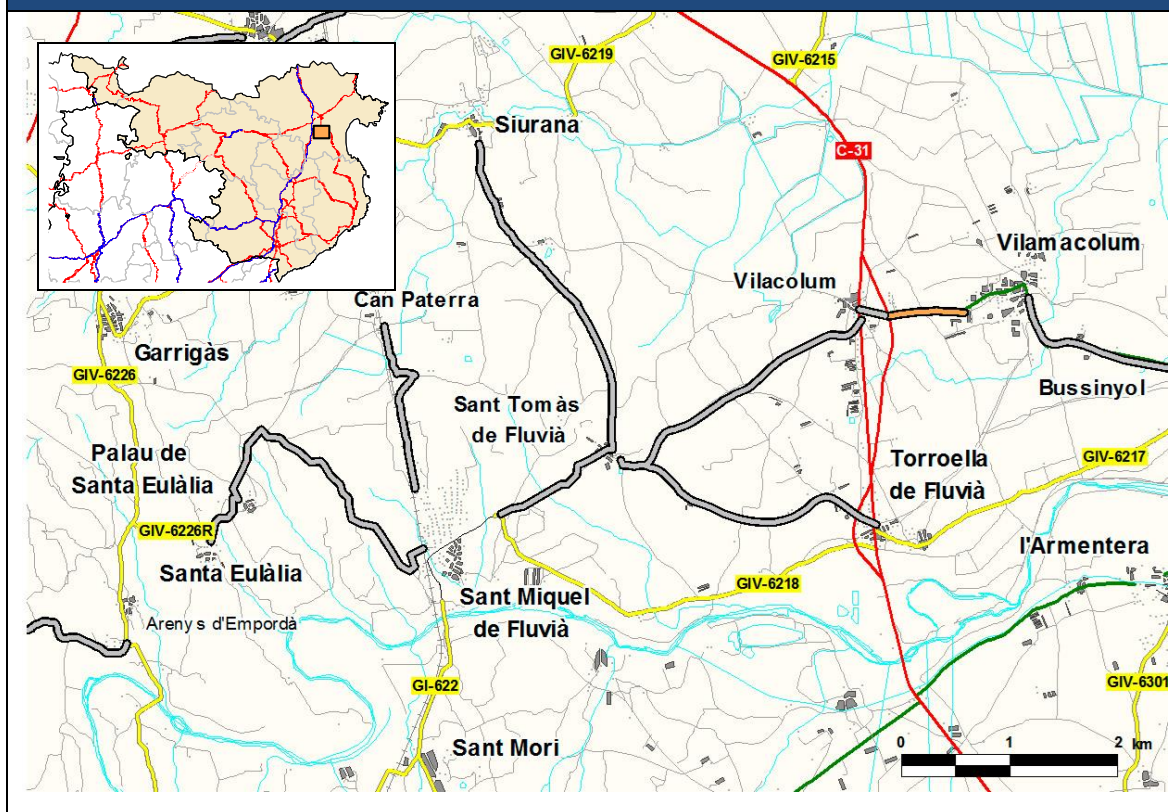 GIV-6219
GIV-6215
Siurana
C-31
Vilamacolum
Vilacolum
Can Paterra
Garrigàs
GIV-6226
Bussinyol
Sant Tomàs
de Fluvià
Palau de
Santa Eulàlia
Torroella
de Fluvià
GIV-6217
GIV-6226R
l'Armentera
Santa Eulàlia
GIV-6218
Sant Miquel
de Fluvià
Arenys d'Empordà
GI-622
GIV-6301
Sant Mori
0 1 2 km